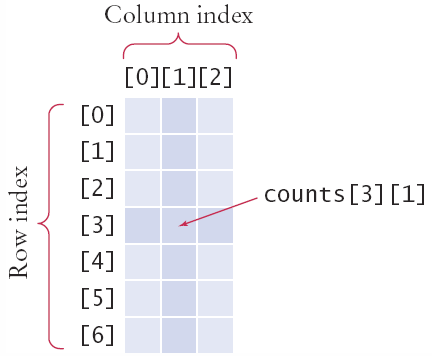 Column index
[0][1][2]
[0]
[1]
[2]
[3]
counts[3][1]
[4]
[5]
[6]
Row index